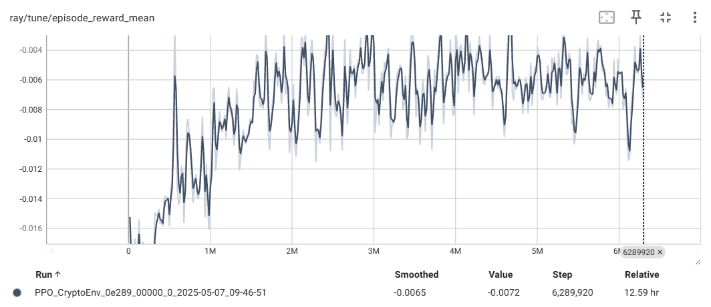 ray/tune/episode_reward_mean
-0.004
-0.006
-0.008
-0.01
-0.012
-0.014
-0.016
0 1M 2M 3M 4M 5M 6289920
Run ↑ Smoothed Value Step Relative
PPO_CryptoEnv_0e289_00000_0_2025-05-07_09-46-51 -0.0065 -0.0072 6,289,920 12.59 hr